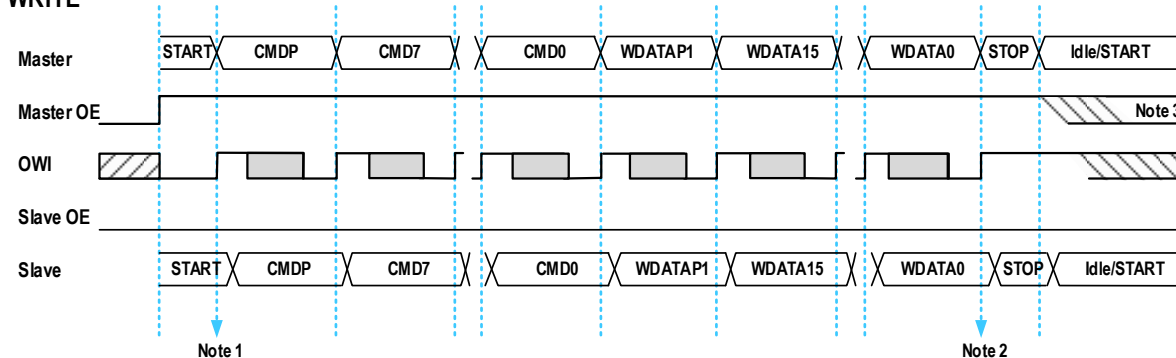 WRITE
Master START CMDP CMD7 CMD0 WDATAP1 WDATA15 WDATA0 STOP Idle/START
Master OE Note 3
OWI
Slave OE
Slave START CMDP CMD7 CMD0 WDATAP1 WDATA15 WDATA0 STOP Idle/START
Note 1 Note 2